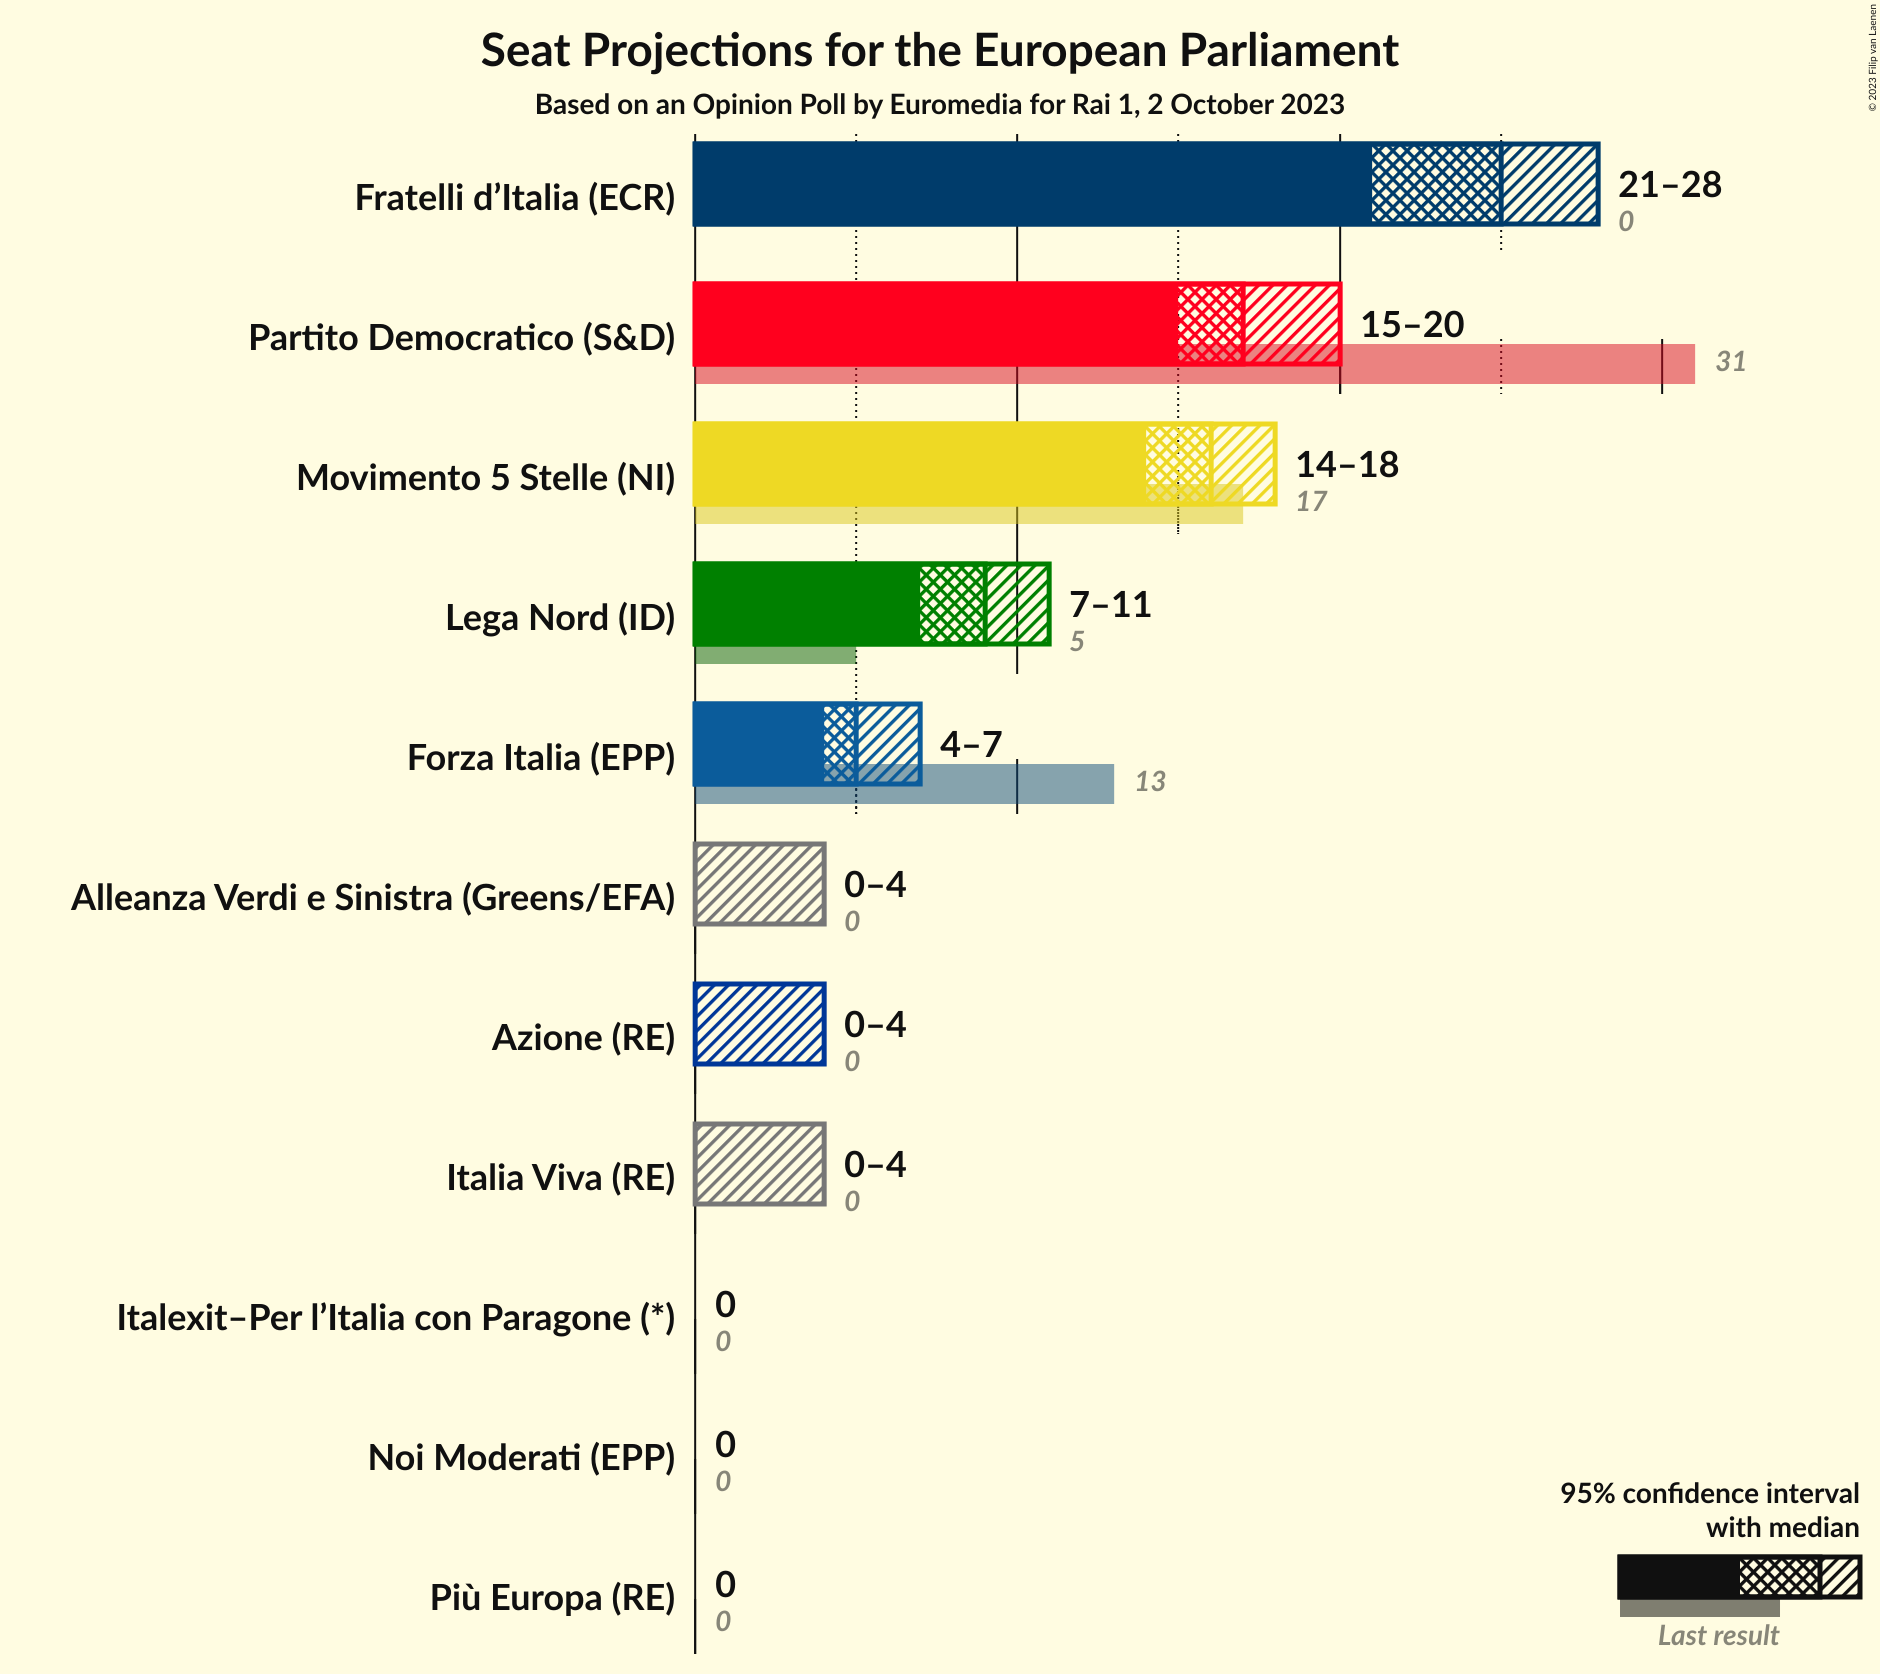 Seat Projections for the European Parliament
Based on an Opinion Poll by Euromedia for Rai 1, 2 October 2023
© 2023 Filip van Laenen
Fratelli d’Italia (ECR)
21–28
0
Partito Democratico (S&D)
15–20
31
Movimento 5 Stelle (NI)
14–18
17
Lega Nord (ID)
7–11
5
Forza Italia (EPP)
4–7
13
Alleanza Verdi e Sinistra (Greens/EFA)
0–4
0
Azione (RE)
0–4
0
Italia Viva (RE)
0–4
0
Italexit–Per l’Italia con Paragone (*)
0
0
Noi Moderati (EPP)
0
0
Più Europa (RE)
0
0
95% confidence interval
with median
Last result